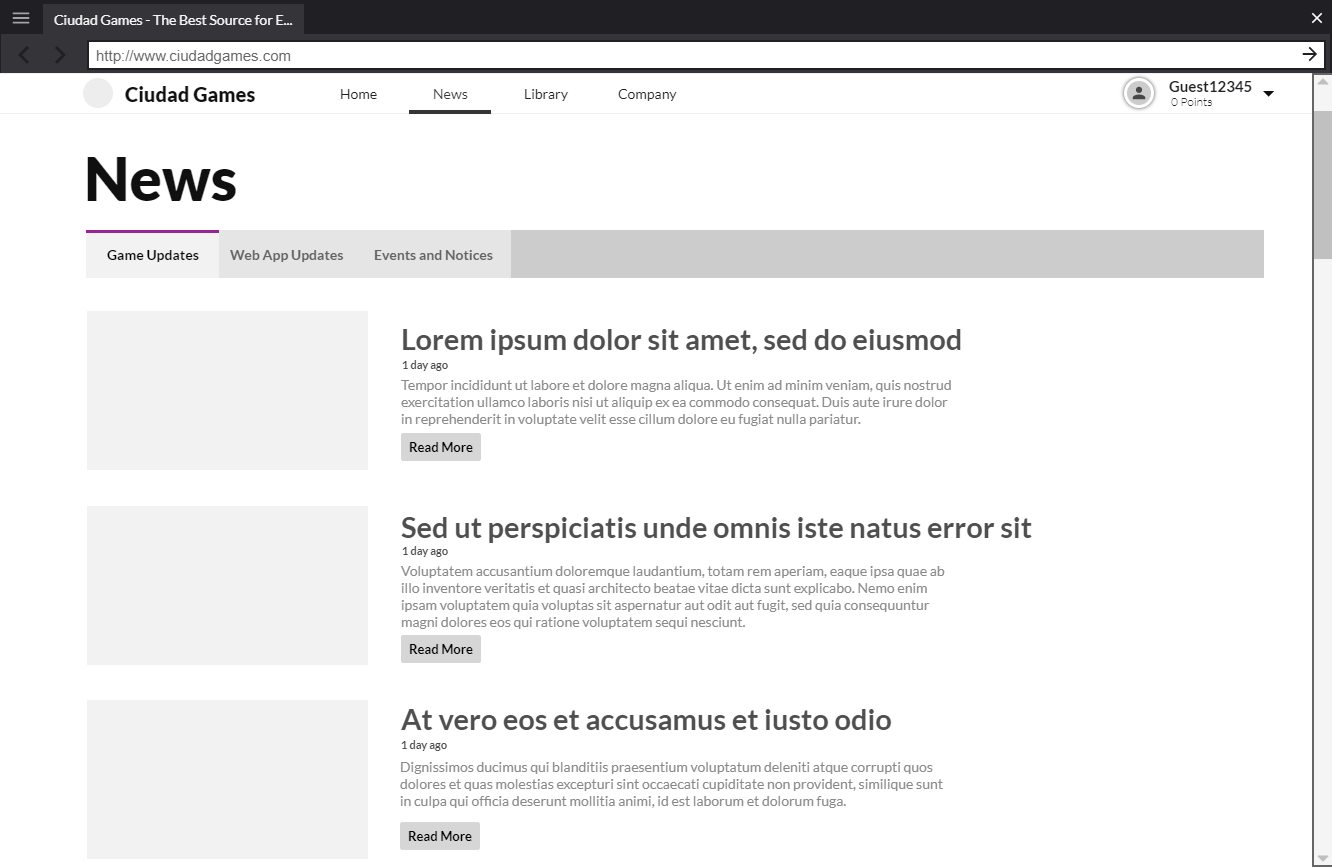 Ciudad Games - The Best Source for E...
http://www.ciudadgames.com
Ciudad Games
Home
News
Library
Company
Guest12345
0 Points
News
Game Updates
Web App Updates
Events and Notices
Lorem ipsum dolor sit amet, sed do eiusmod
1 day ago
Tempor incididunt ut labore et dolore magna aliqua. Ut enim ad minim veniam, quis nostrud
exercitation ullamco laboris nisi ut aliquip ex ea commodo consequat. Duis aute irure dolor
in reprehenderit in voluptate velit esse cillum dolore eu fugiat nulla pariatur.
Read More
Sed ut perspiciatis unde omnis iste natus error sit
1 day ago
Voluptatem accusantium doloremque laudantium, totam rem aperiam, eaque ipsa quae ab
illo inventore veritatis et quasi architecto beatae vitae dicta sunt explicabo. Nemo enim
ipsam voluptatem quia voluptas sit aspernatur aut odit aut fugit, sed quia consequuntur
magni dolores eos qui ratione voluptatem sequi nesciunt.
Read More
At vero eos et accusamus et iusto odio
1 day ago
Dignissimos ducimus qui blanditiis praesentium voluptatum deleniti atque corrupti quos
dolores et quas molestias excepturi sint occaecati cupiditate non provident, similique sunt
in culpa qui officia deserunt mollitia animi, id est laborum et dolorum fuga.
Read More